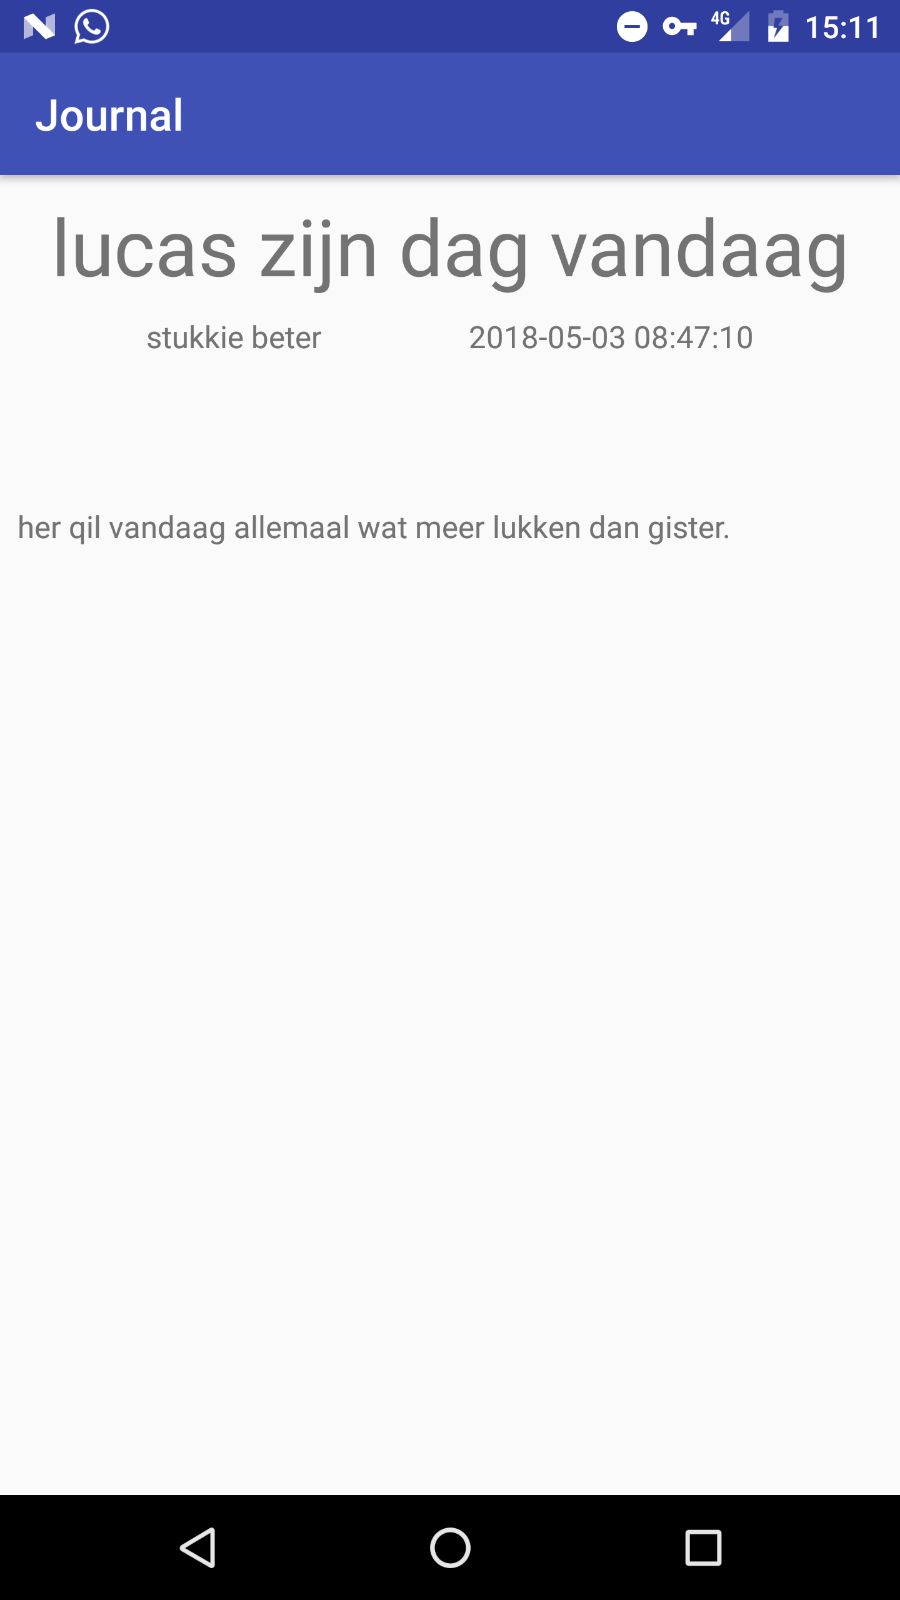 4G 15:11
Journal
lucas zijn dag vandaag
stukkie beter 2018-05-03 08:47:10
her qil vandaag allemaal wat meer lukken dan gister.